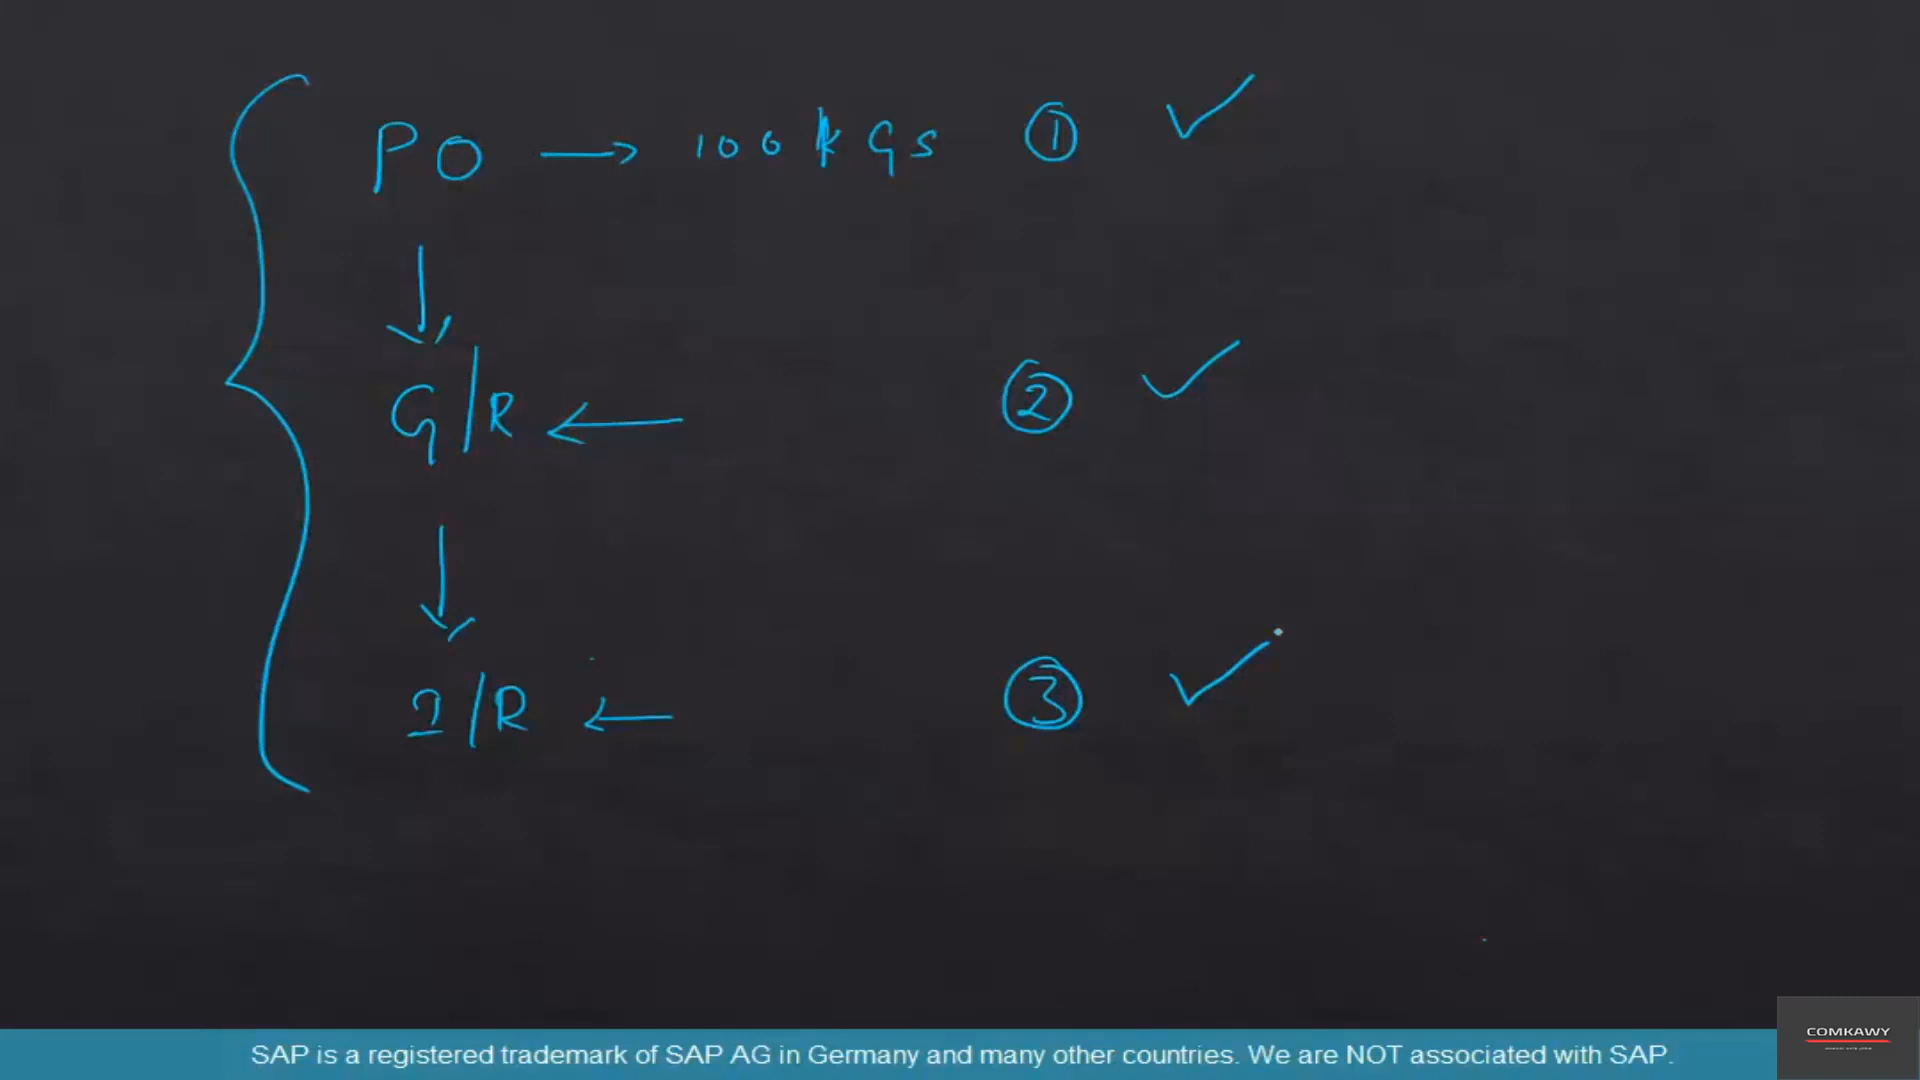 PO → 100 KGS ①
G/R ← ②
I/R ← ③
COMKAWY
SAP is a registered trademark of SAP AG in Germany and many other countries. We are NOT associated with SAP.